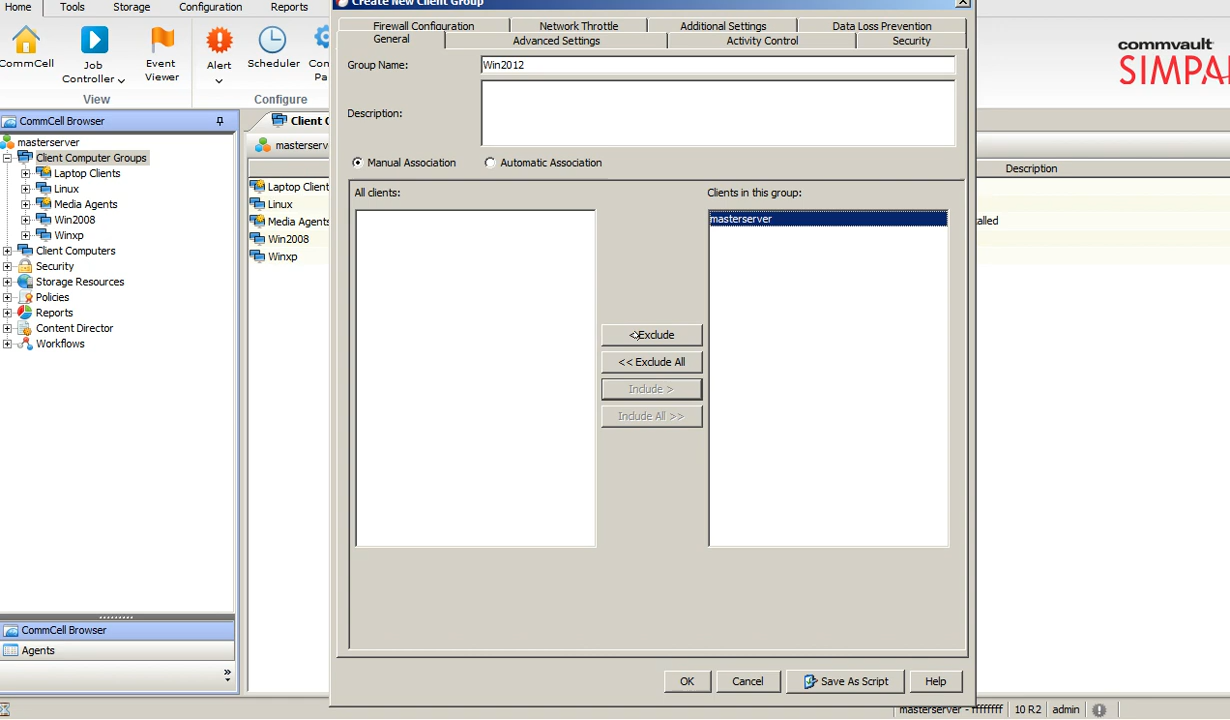 Home Tools Storage Configuration Reports
Create New Client Group
CommCell
Job Controller
Event Viewer
Alert
Scheduler
View
Configure
commvault
CommCell Browser
masterserver
Client Computer Groups
Laptop Clients
Linux
Media Agents
Win2008
Winxp
Client Computers
Security
Storage Resources
Policies
Reports
Content Director
Workflows
CommCell Browser
Agents
»
Laptop Client
Linux
Media Agents
Win2008
Winxp
Firewall Configuration Network Throttle Additional Settings Data Loss Prevention
General Advanced Settings Activity Control Security
Group Name: Win2012
Description:
Manual Association Automatic Association
All clients: Clients in this group:
masterserver
< Exclude
<< Exclude All
Include >
Include All >>
OK Cancel Save As Script Help
Description
masterserver - ffffffff 10 R2 admin